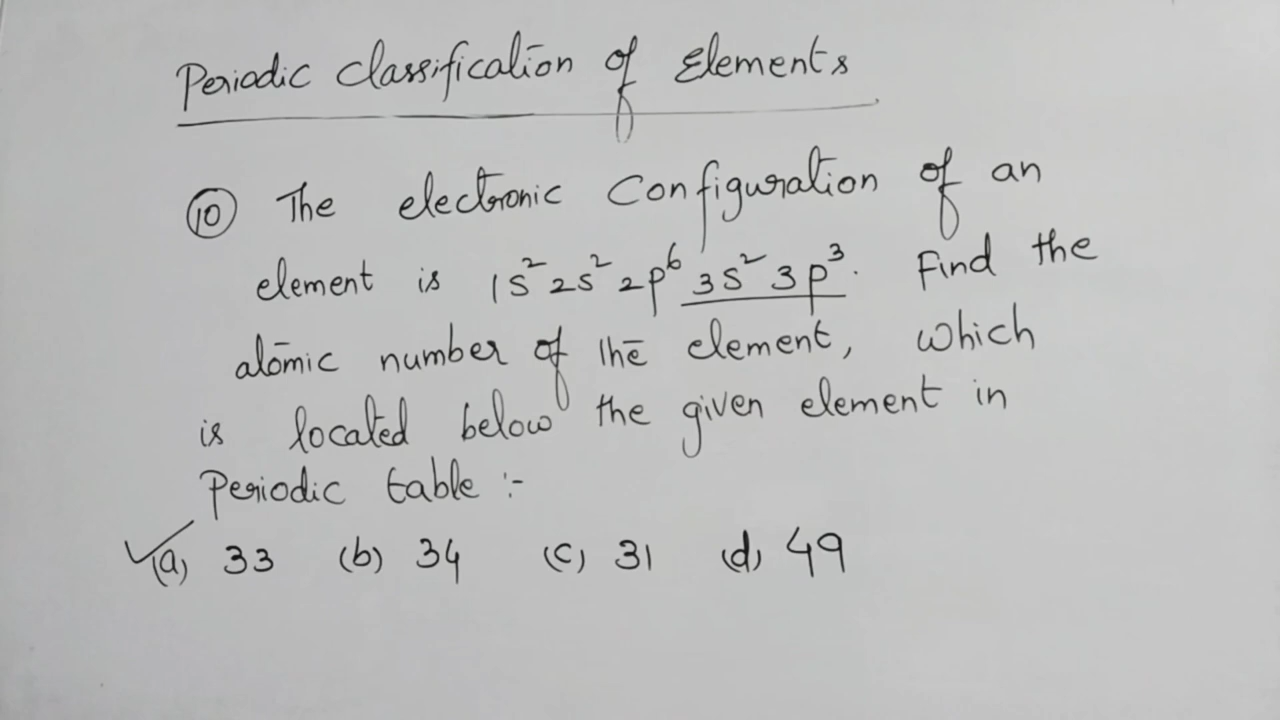 Periodic classification of Elements
(10) The electronic configuration of an
element is 1s² 2s² 2p⁶ 3s² 3p³. Find the
atomic number of the element, which
is located below the given element in
Periodic table :-
✓(a) 33 (b) 34 (c) 31 (d) 49